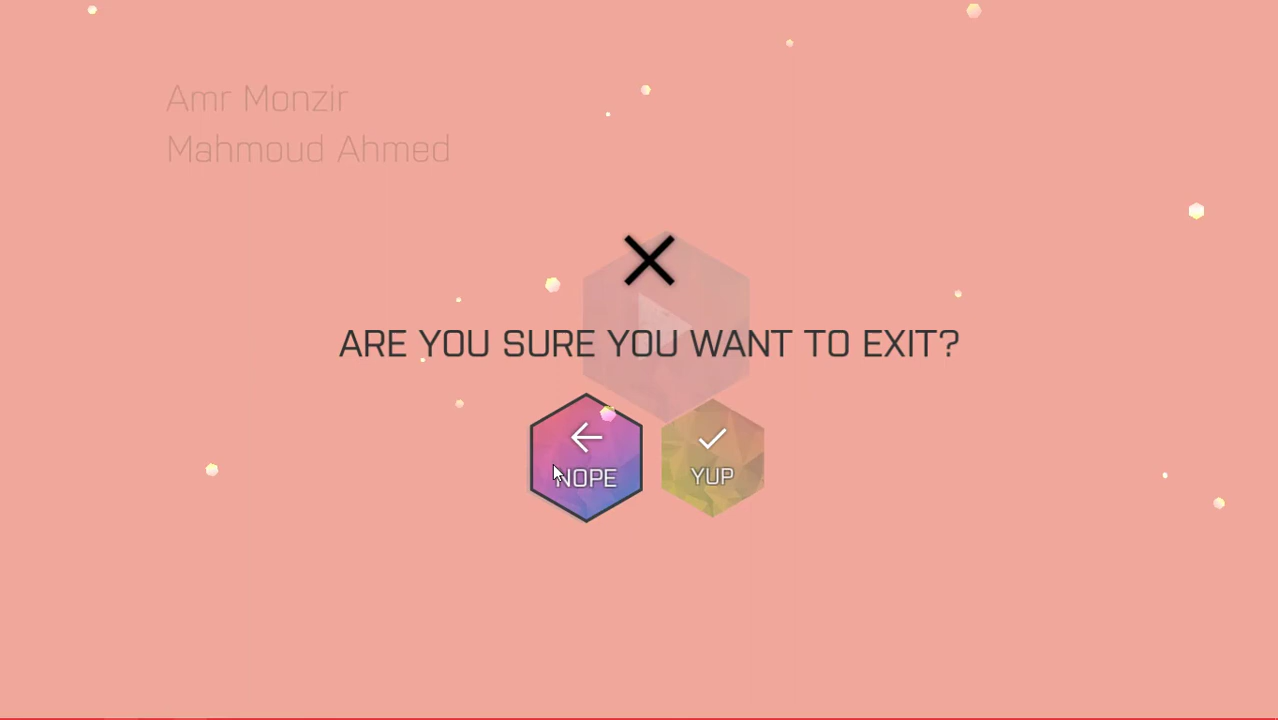 Amr Monzir
Mahmoud Ahmed
ARE YOU SURE YOU WANT TO EXIT?
NOPE
YUP